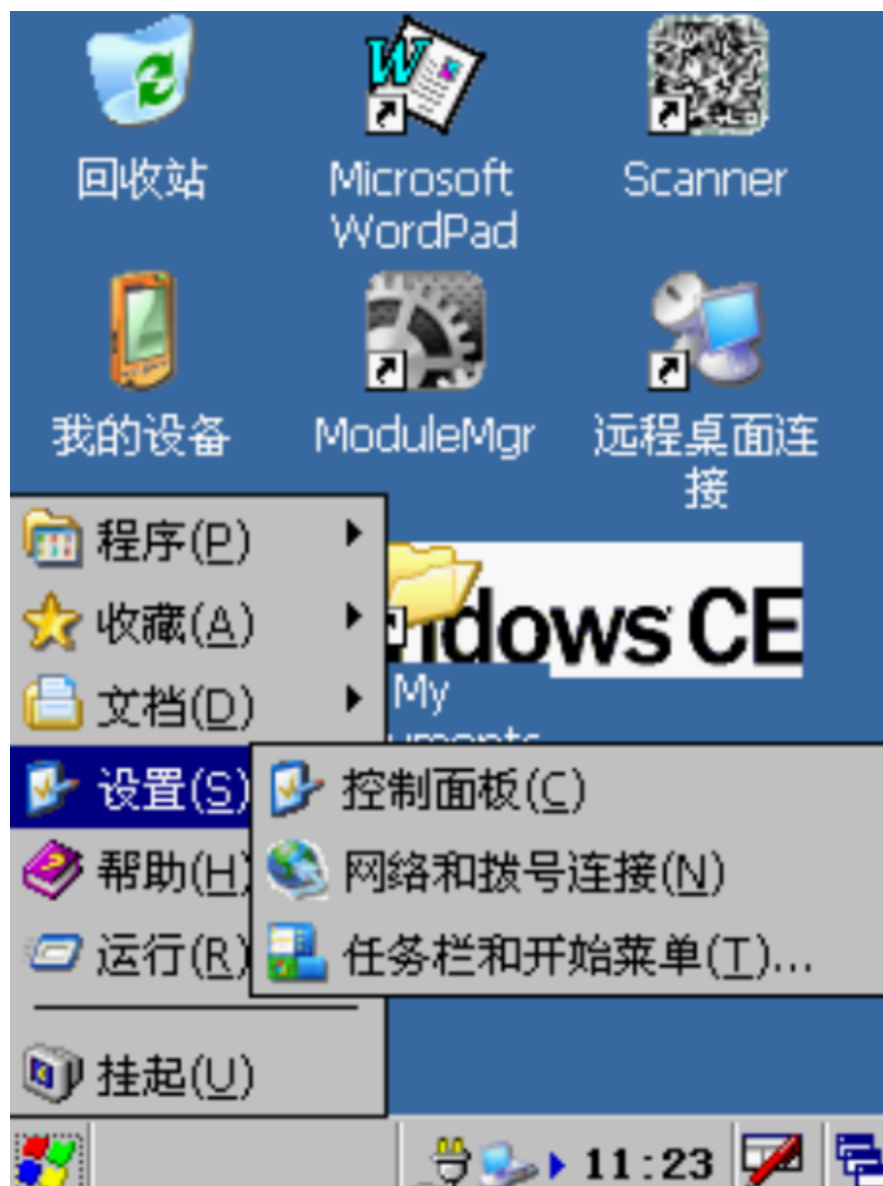 回收站
Microsoft
WordPad
Scanner
我的设备
ModuleMgr
远程桌面连
接
程序(P)
收藏(A)
文档(D)
设置(S)
帮助(H)
运行(R)
挂起(U)
ndows CE
My
uments
控制面板(C)
网络和拨号连接(N)
任务栏和开始菜单(T)...
11:23